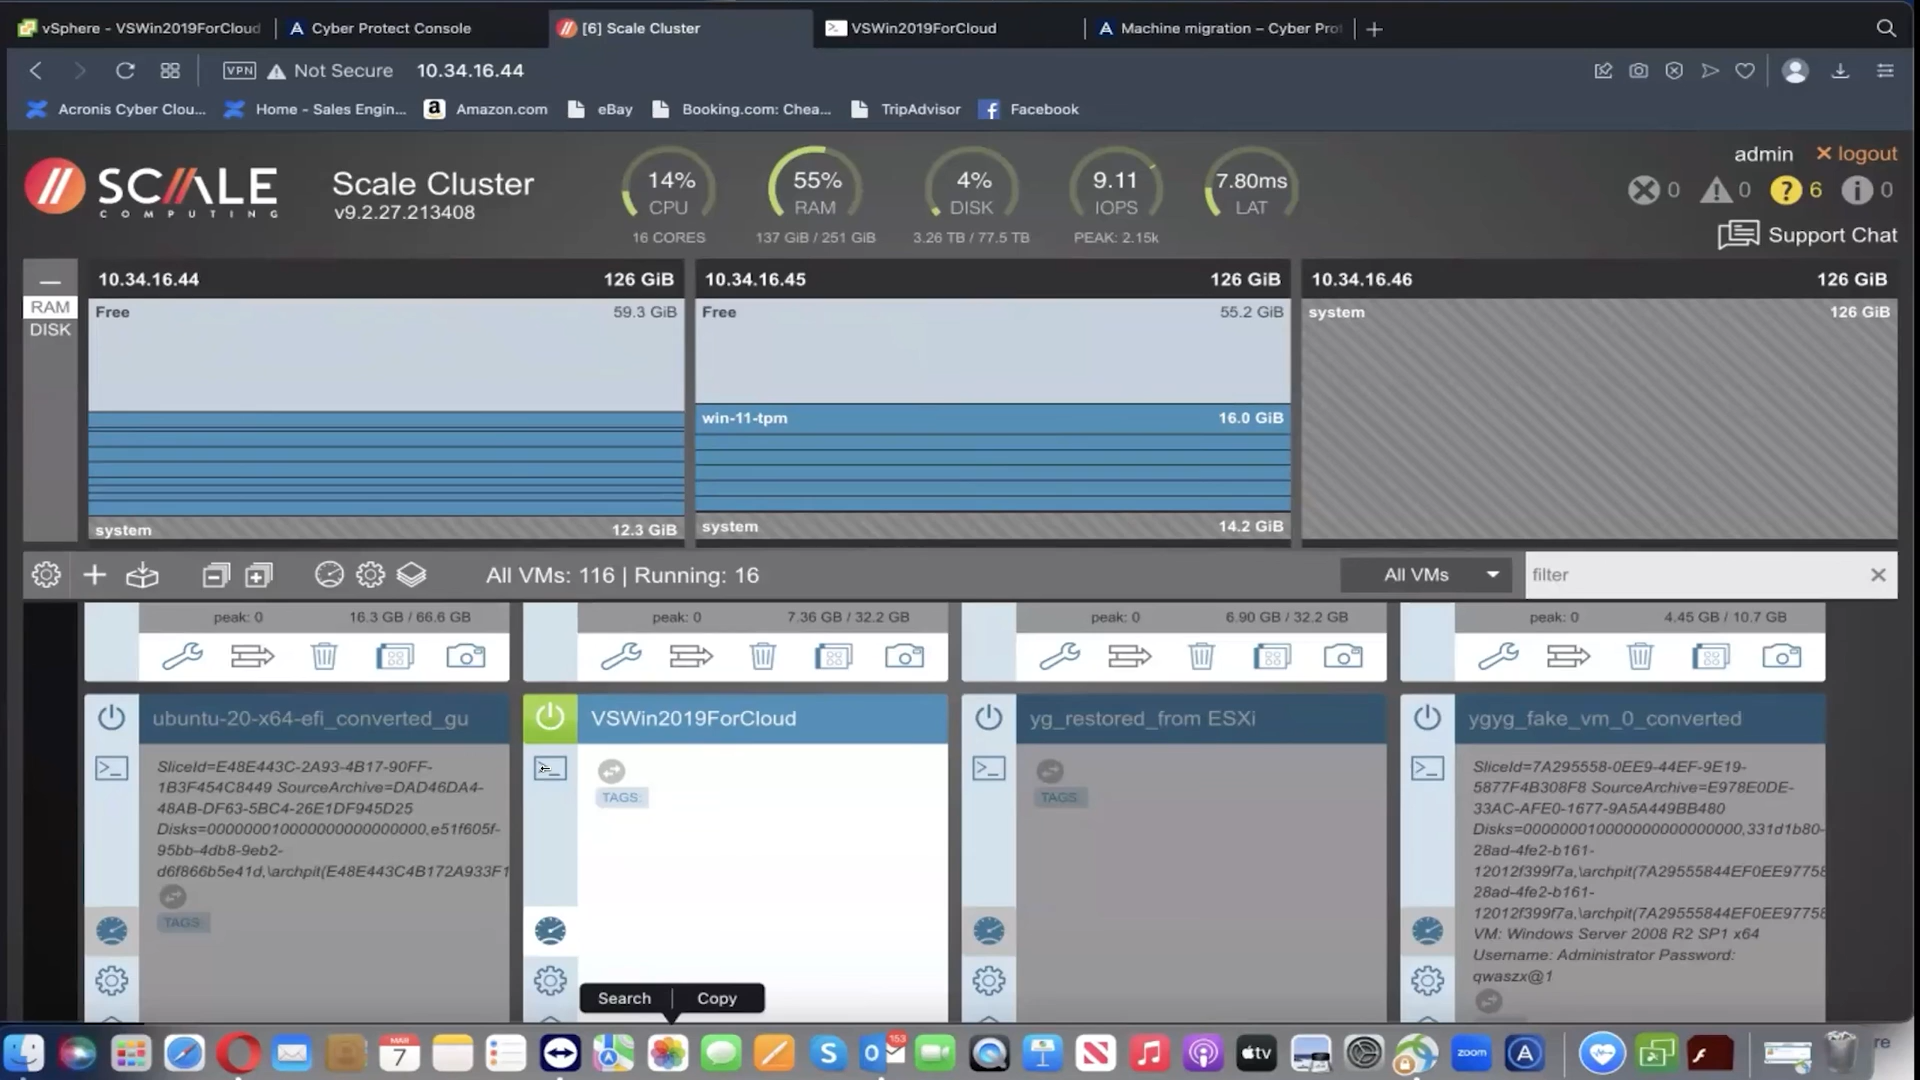 vSphere - VSWin2019ForCloud
Cyber Protect Console
[6] Scale Cluster
VSWin2019ForCloud
Machine migration – Cyber Pro
VPN
Not Secure
10.34.16.44
Acronis Cyber Clou...
Home - Sales Engin...
Amazon.com
eBay
Booking.com: Chea...
TripAdvisor
Facebook
SCALE
COMPUTING
Scale Cluster
v9.2.27.213408
14%
CPU
16 CORES
55%
RAM
137 GiB / 251 GiB
4%
DISK
3.26 TB / 77.5 TB
9.11
IOPS
PEAK: 2.15k
7.80ms
LAT
admin
× logout
0
0
6
0
Support Chat
RAM
DISK
10.34.16.44 126 GiB
Free 59.3 GiB
system 12.3 GiB
10.34.16.45 126 GiB
Free 55.2 GiB
win-11-tpm 16.0 GiB
system 14.2 GiB
10.34.16.46 126 GiB
system 126 GiB
All VMs: 116 | Running: 16
All VMs
filter
peak: 0 16.3 GB / 66.6 GB
peak: 0 7.36 GB / 32.2 GB
peak: 0 6.90 GB / 32.2 GB
peak: 0 4.45 GB / 10.7 GB
ubuntu-20-x64-efi_converted_gu
SliceId=E48E443C-2A93-4B17-90FF-
1B3F454C8449 SourceArchive=DAD46DA4-
48AB-DF63-5BC4-26E1DF945D25
Disks=0000000100000000000000000,e51f605f-
95bb-4db8-9eb2-
d6f866b5e41d,\archpit(E48E443C4B172A933F1
TAGS:
VSWin2019ForCloud
TAGS:
yg_restored_from ESXi
TAGS:
ygyg_fake_vm_0_converted
SliceId=7A295558-0EE9-44EF-9E19-
5877F4B308F8 SourceArchive=E978E0DE-
33AC-AFE0-1677-9A5A449BB480
Disks=0000000100000000000000000,331d1b80-
28ad-4fe2-b161-
12012f399f7a,\archpit(7A29555844EF0EE97758
28ad-4fe2-b161-
12012f399f7a,\archpit(7A29555844EF0EE97758
VM: Windows Server 2008 R2 SP1 x64
Username: Administrator Password:
qwaszx@1
Search
Copy
MAR
7
153
tv
zoom
re